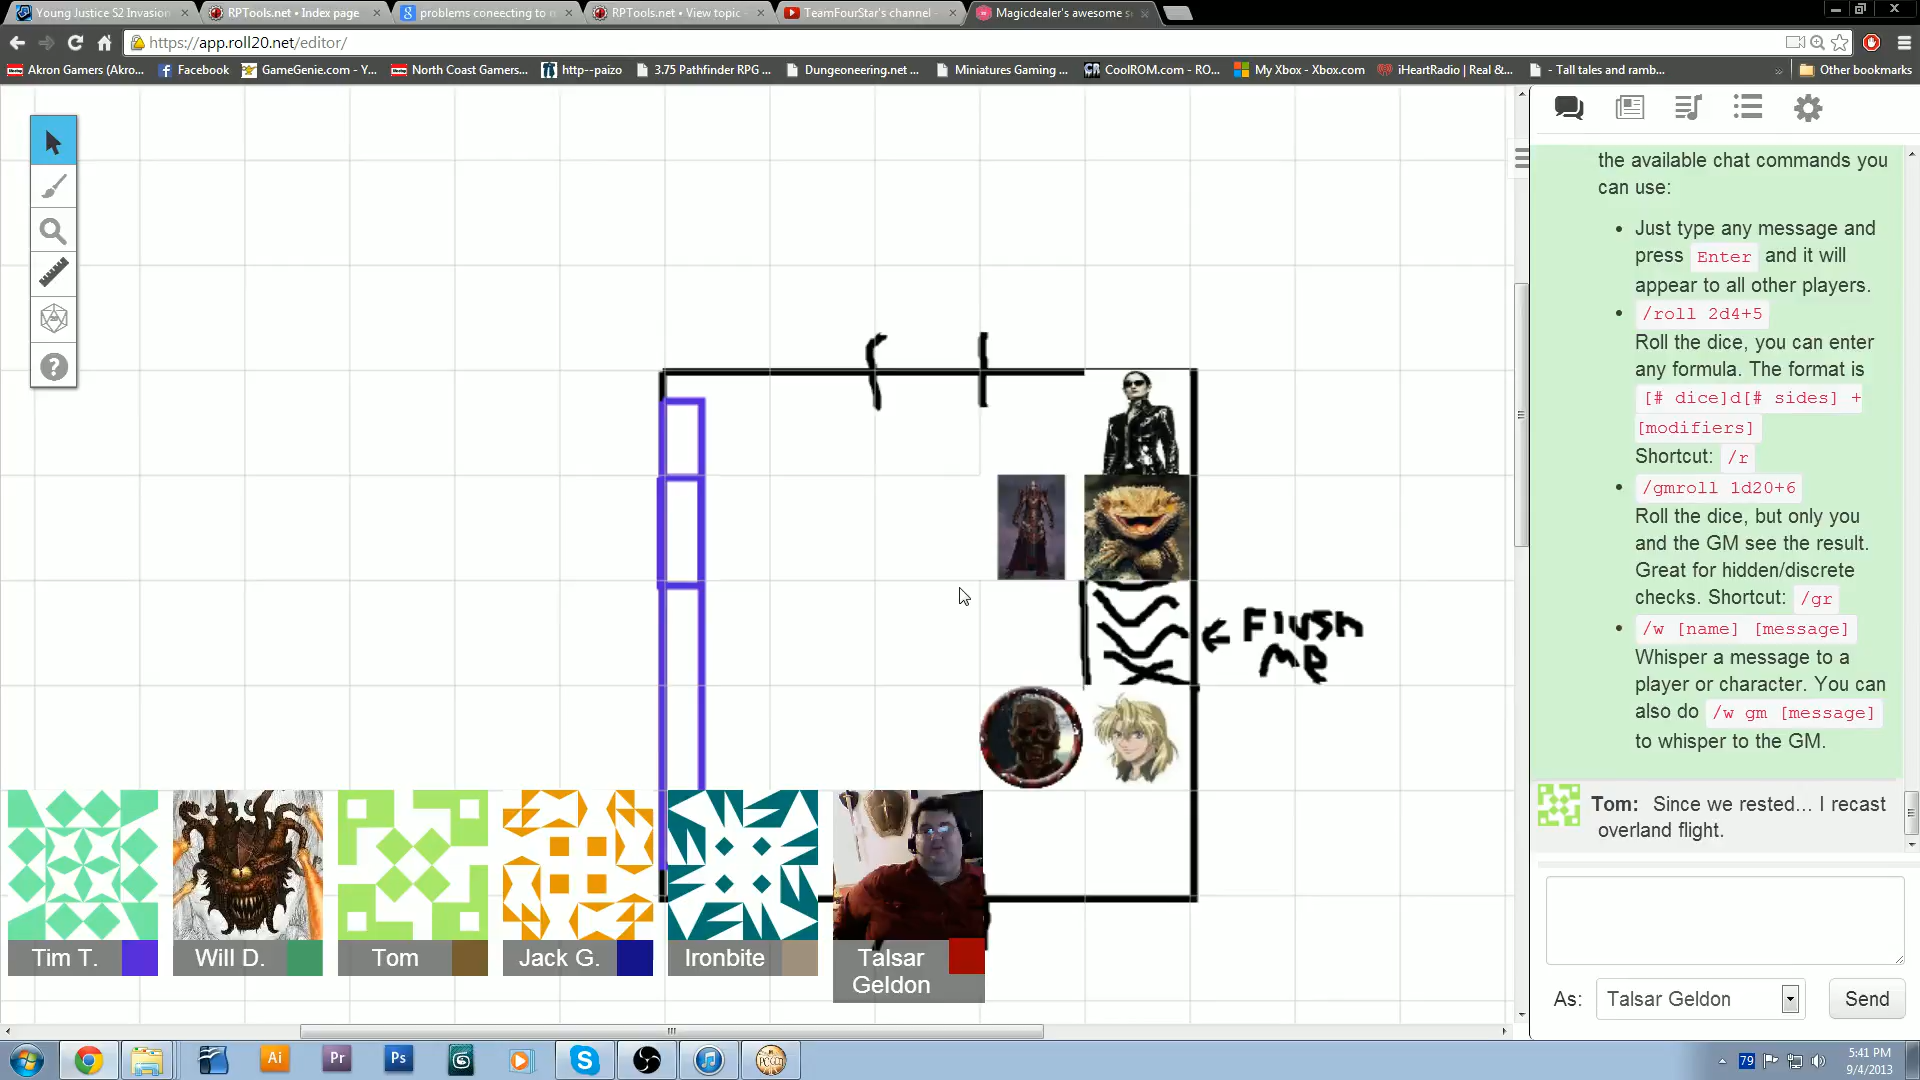 Young Justice S2 Invasion
RPTools.net • Index page
problems coneecting to m
RPTools.net • View topic -
TeamFourStar's channel -
Magicdealer's awesome s
https://app.roll20.net/editor/
Akron Gamers (Akro...
Facebook
GameGenie.com - Y...
North Coast Gamers...
http--paizo
3.75 Pathfinder RPG ...
Dungeoneering.net ...
Miniatures Gaming ...
CoolROM.com - RO...
My Xbox - Xbox.com
iHeartRadio | Real &...
- Tall tales and ramb...
»
Other bookmarks
the available chat commands you
can use:
• Just type any message and
press Enter and it will
appear to all other players.
• /roll 2d4+5
Roll the dice, you can enter
any formula. The format is
[# dice]d[# sides] +
[modifiers]
Shortcut: /r
• /gmroll 1d20+6
Roll the dice, but only you
and the GM see the result.
Great for hidden/discrete
checks. Shortcut: /gr
• /w [name] [message]
Whisper a message to a
player or character. You can
also do /w gm [message]
to whisper to the GM.
Tom: Since we rested... I recast
overland flight.
As: Talsar Geldon
Send
Flush
Me
Tim T.
Will D.
Tom
Jack G.
Ironbite
Talsar
Geldon
Ai
Pr
Ps
79
5:41 PM
9/4/2013